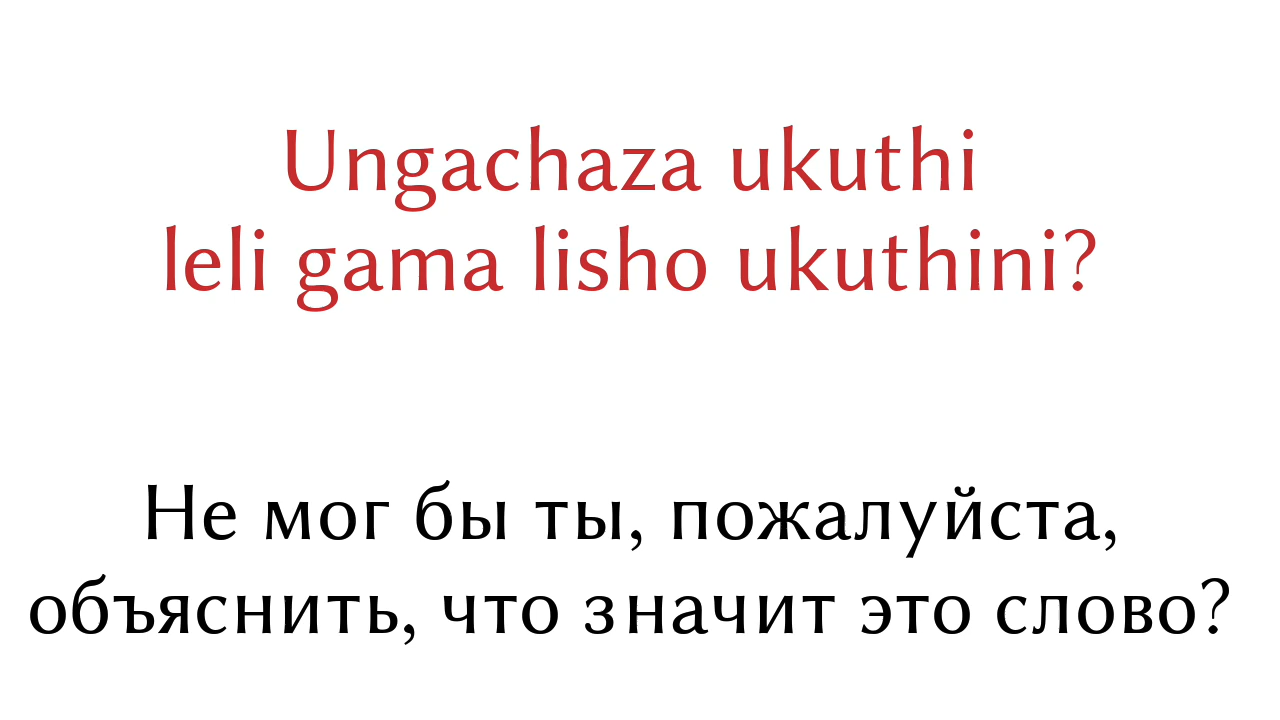 Ungachaza ukuthi
leli gama lisho ukuthini?
Не мог бы ты, пожалуйста,
объяснить, что значит это слово?